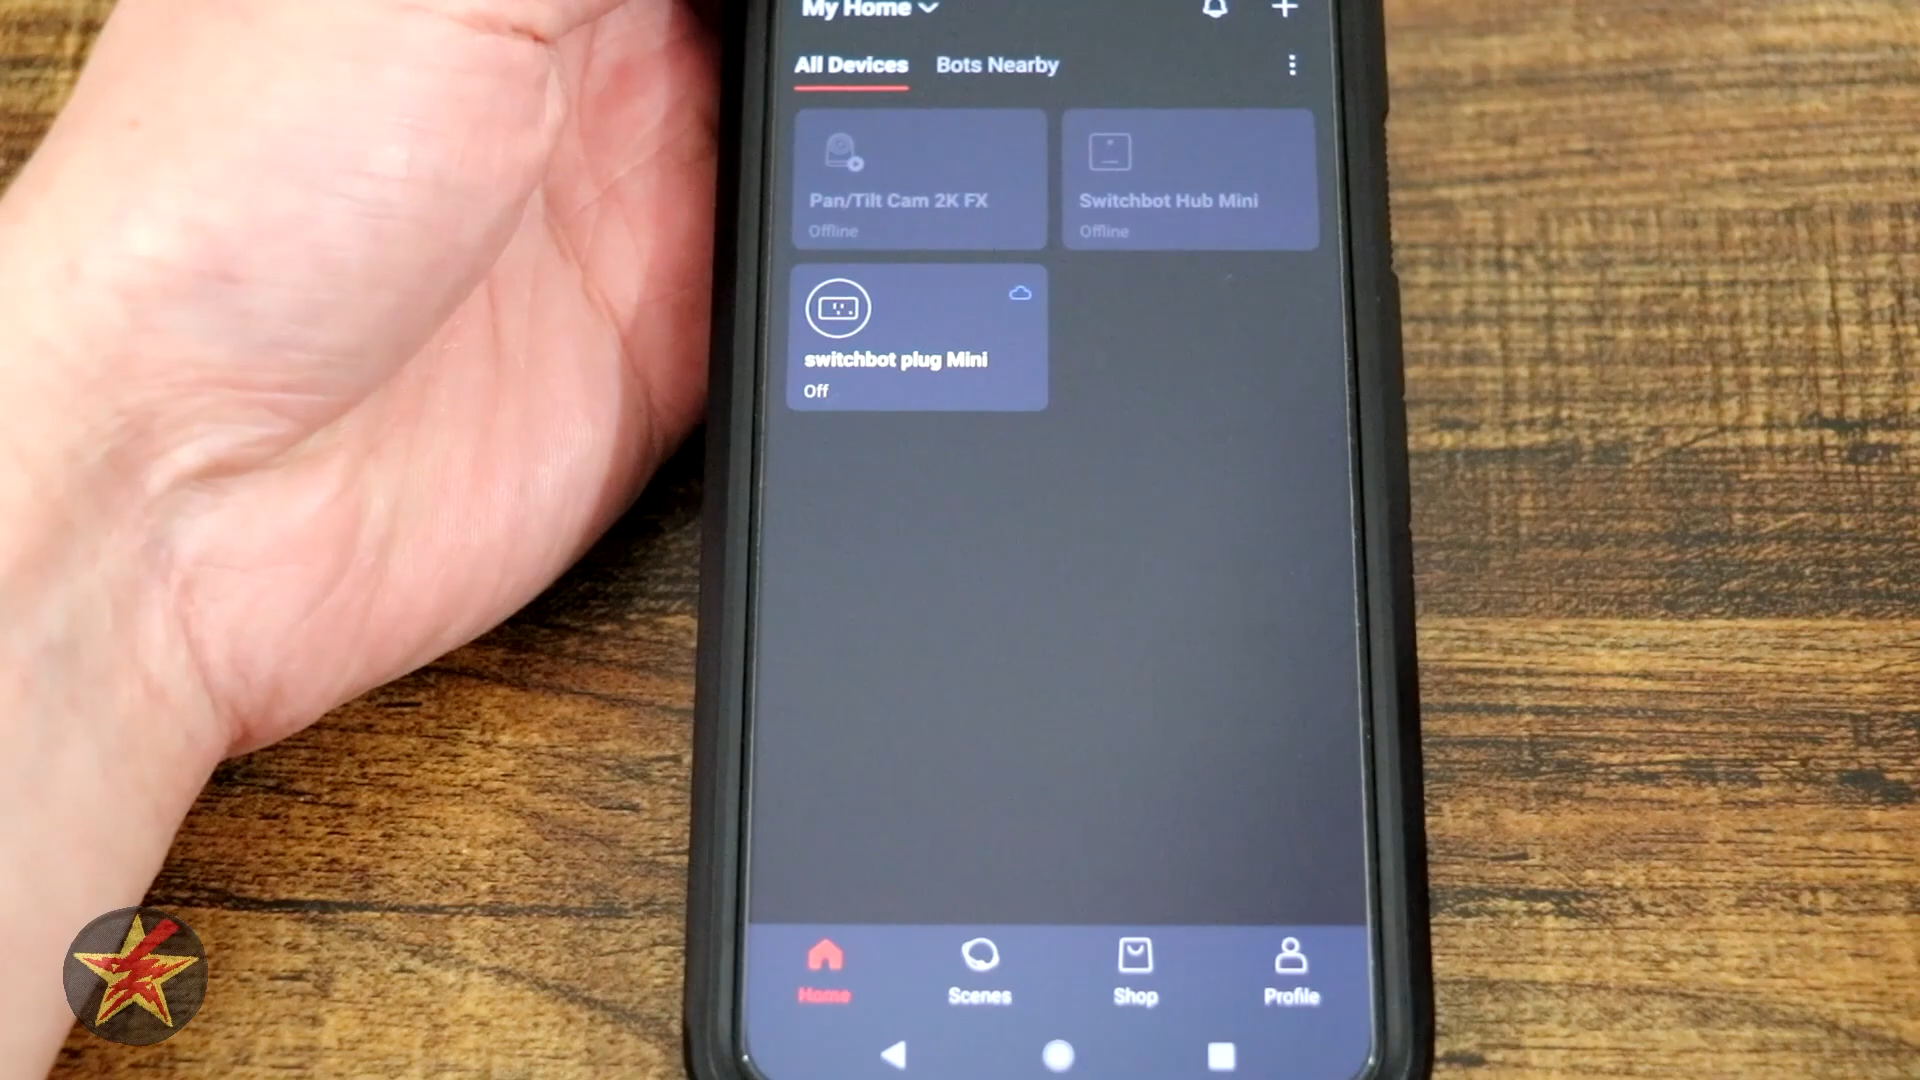 My Home
All Devices Bots Nearby
Pan/Tilt Cam 2K FX
Offline
Switchbot Hub Mini
Offline
switchbot plug Mini
Off
Home Scenes Shop Profile